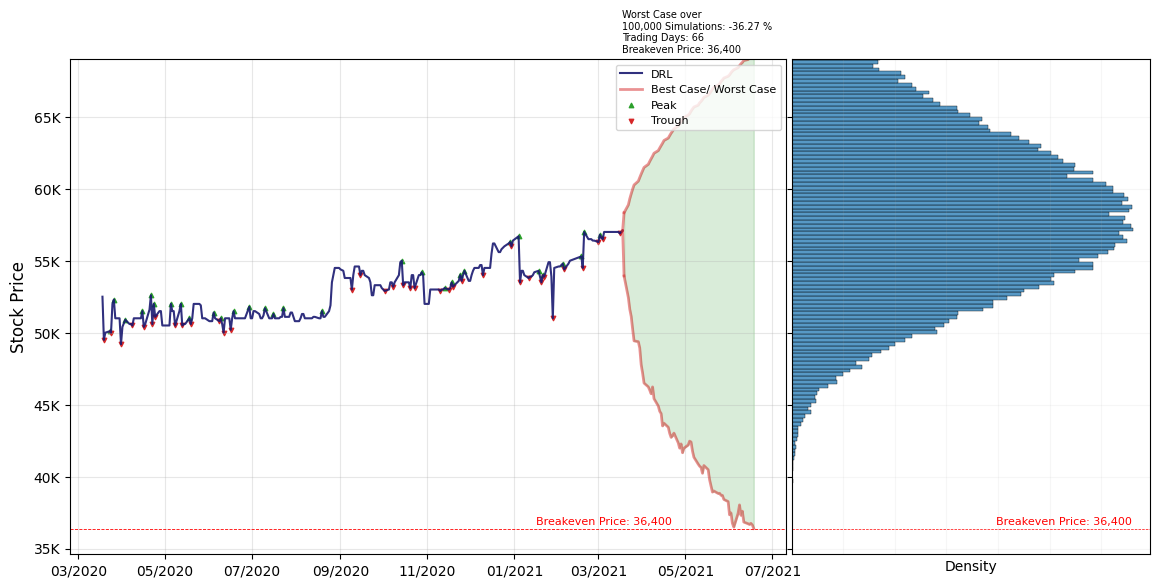 Worst Case over
100,000 Simulations: -36.27 %
Trading Days: 66
Breakeven Price: 36,400
DRL
Best Case/ Worst Case
Peak
Trough
Stock Price
65K
60K
55K
50K
45K
40K
35K
Breakeven Price: 36,400
Breakeven Price: 36,400
03/2020
05/2020
07/2020
09/2020
11/2020
01/2021
03/2021
05/2021
07/2021
Density